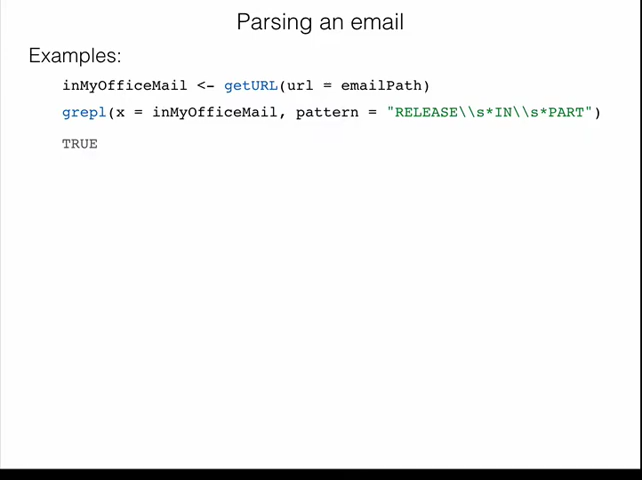 Parsing an email
Examples:
inMyOfficeMail <- getURL(url = emailPath)
grepl(x = inMyOfficeMail, pattern = "RELEASE\\s*IN\\s*PART")
TRUE